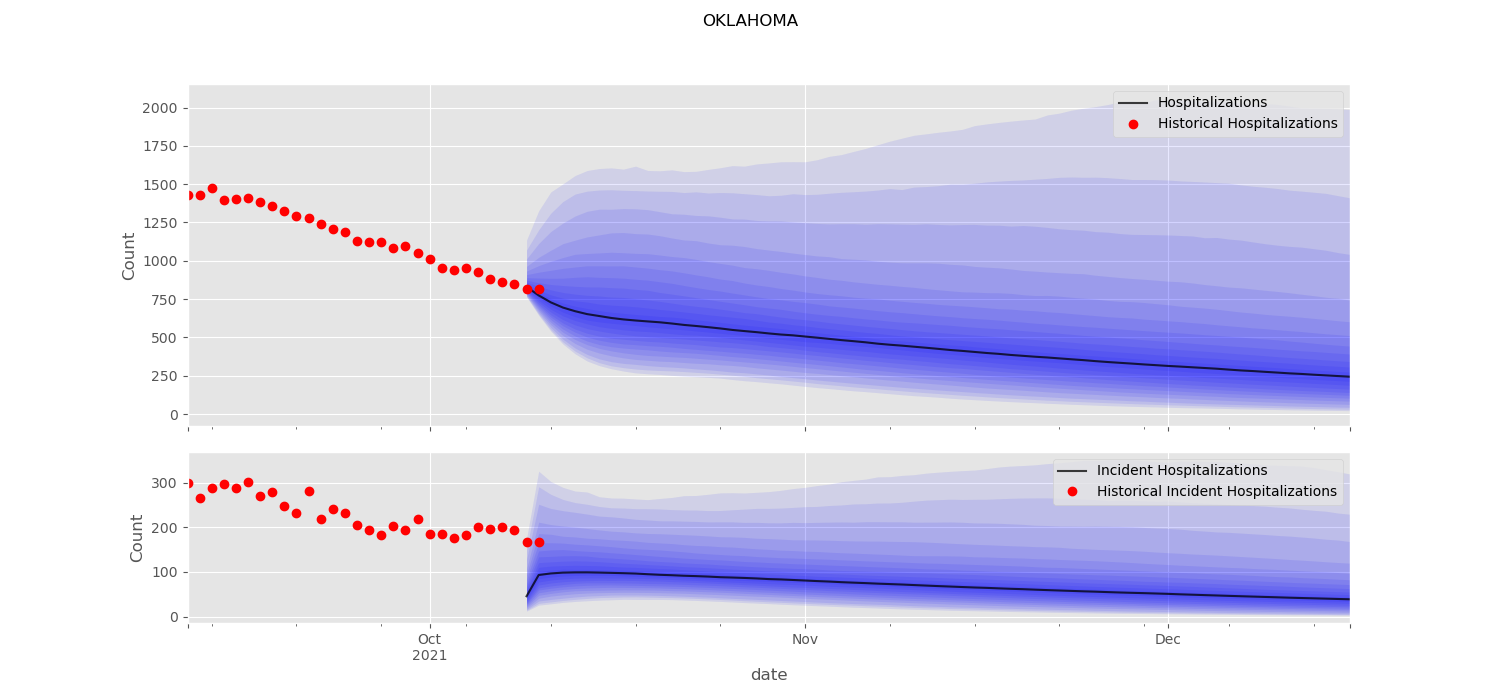 OKLAHOMA
2000
1750
1500
1250
1000
750
500
250
0
Count
Hospitalizations
Historical Hospitalizations
300
200
100
0
Count
Incident Hospitalizations
Historical Incident Hospitalizations
Oct
2021
Nov
Dec
date